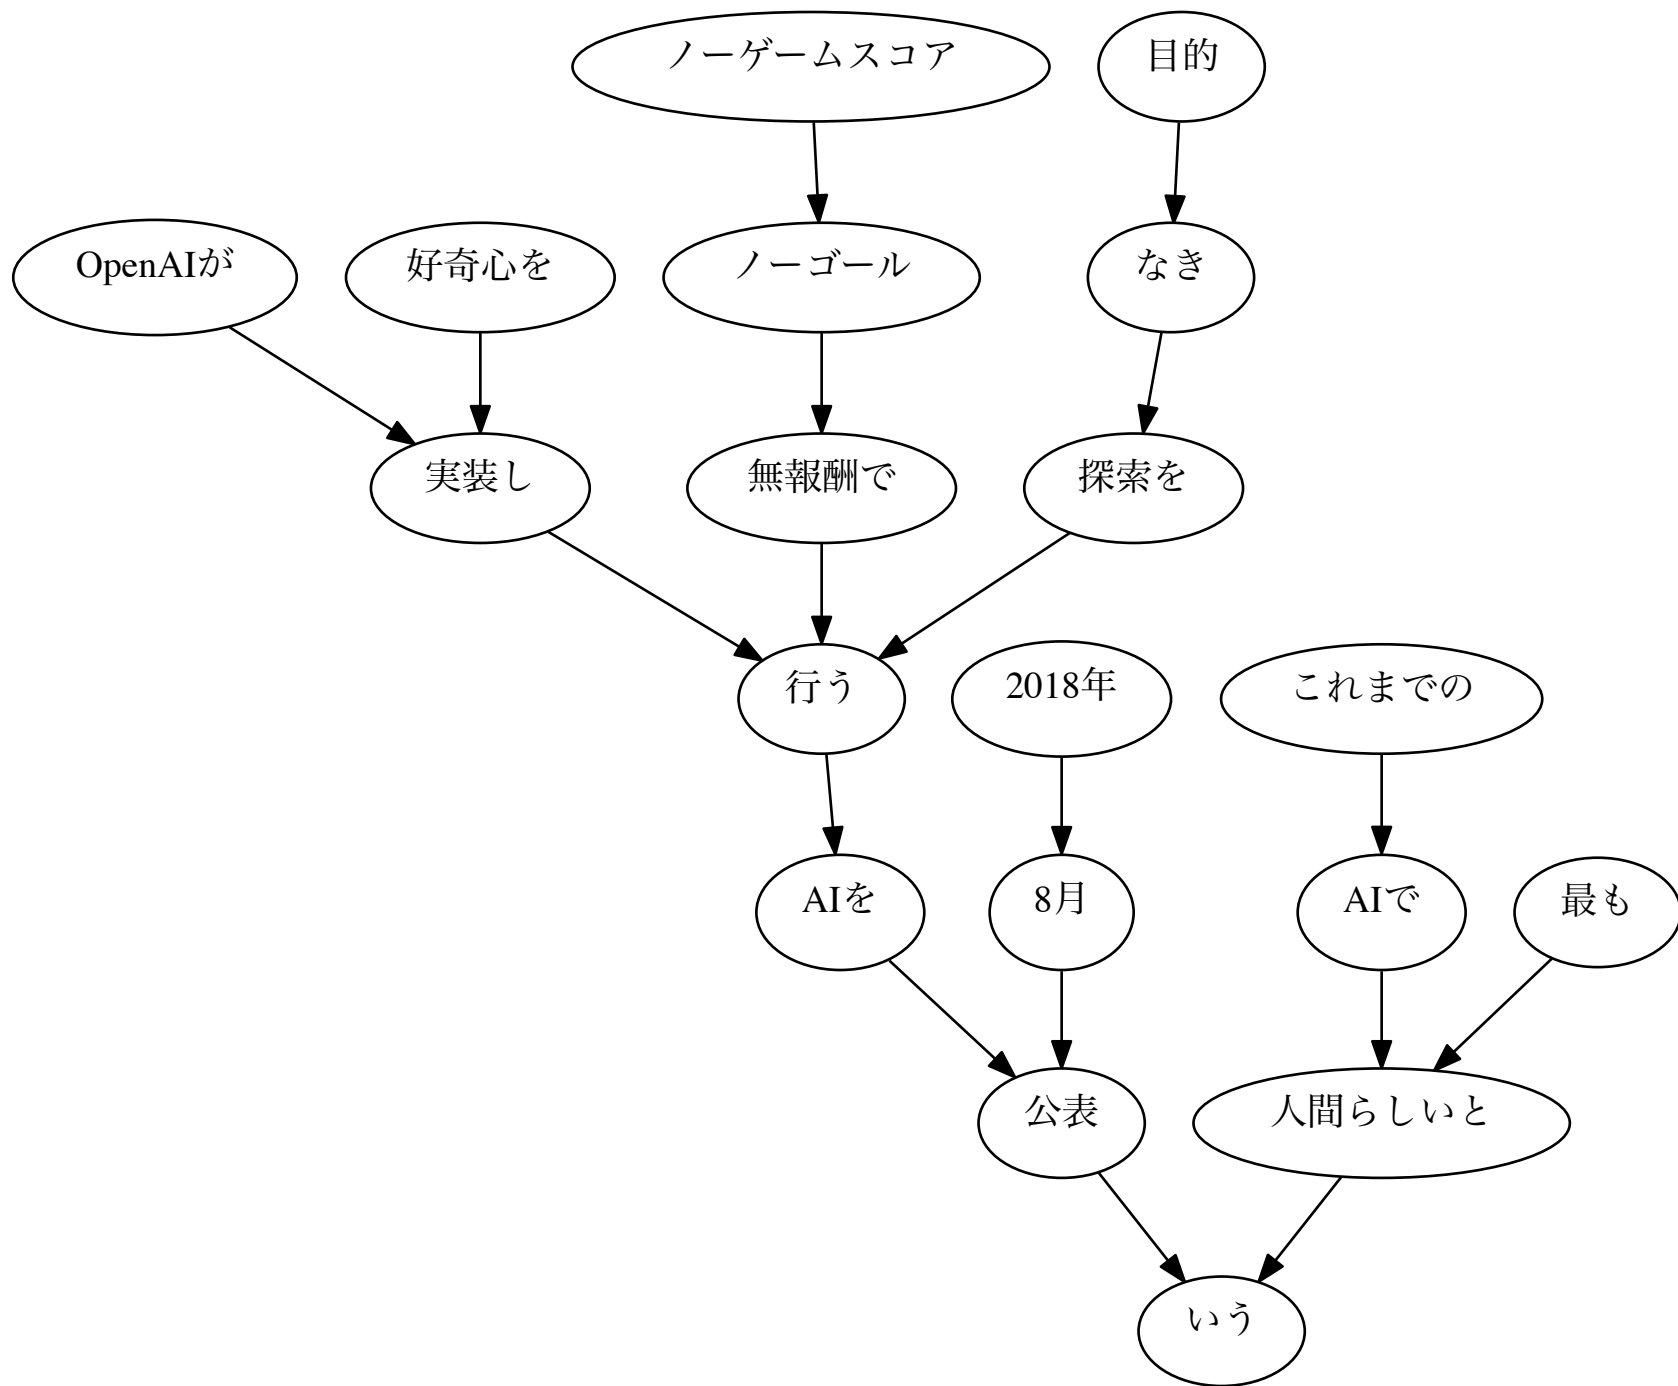 ノーゲームスコア
目的
OpenAIが
好奇心を
ノーゴール
なき
実装し
無報酬で
探索を
行う
2018年
これまでの
AIを
8月
AIで
最も
公表
人間らしいと
いう